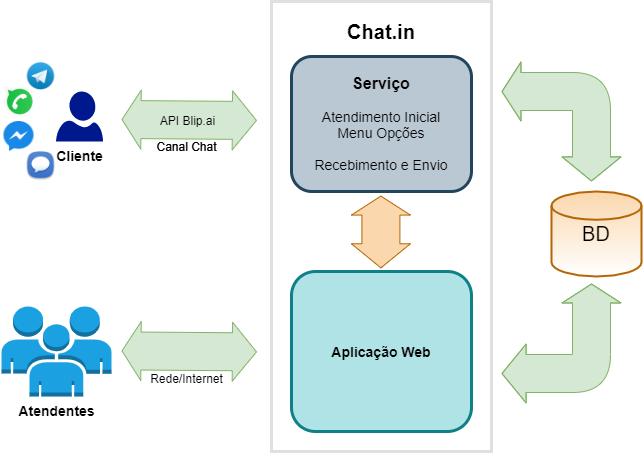 Chat.in
Serviço
Atendimento Inicial
Menu Opções
Recebimento e Envio
API Blip.ai
Canal Chat
Cliente
BD
Aplicação Web
Rede/Internet
Atendentes